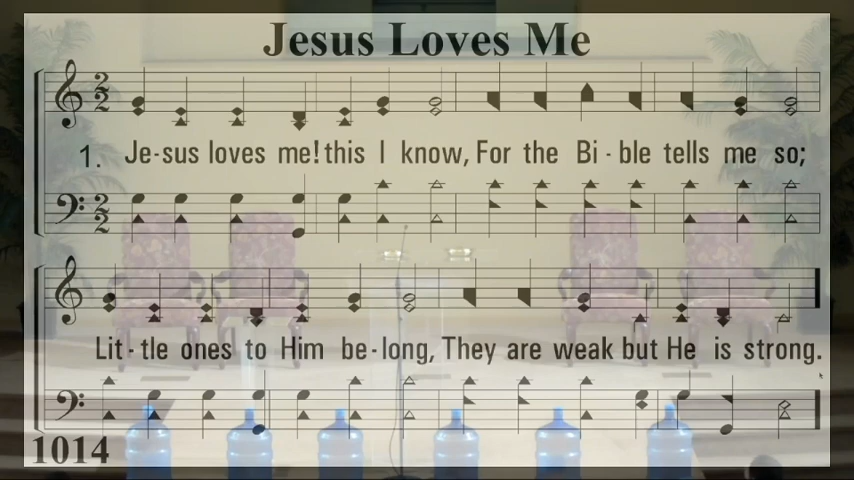 Jesus Loves Me
1. Je-sus loves me! this I know, For the Bi - ble tells me so;
Lit - tle ones to Him be - long, They are weak but He is strong.
1014